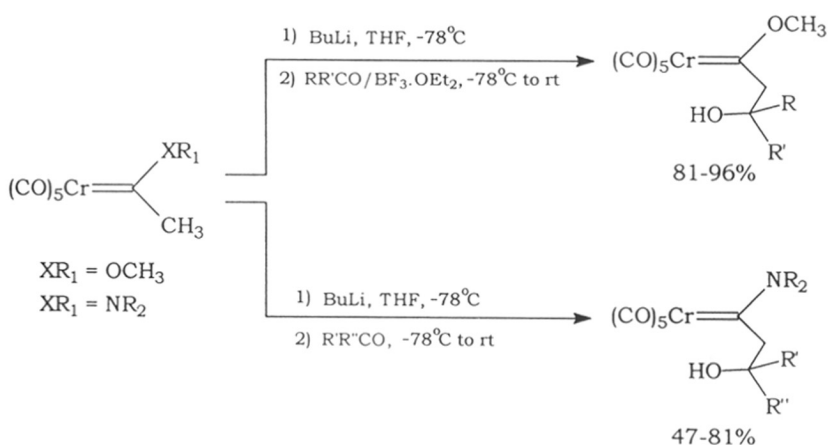 1) BuLi, THF, -78°C
2) RR'CO/BF₃.OEt₂, -78°C to rt
(CO)₅Cr
OCH₃
HO
R
R'
81-96%
(CO)₅Cr
XR₁
CH₃
XR₁ = OCH₃
XR₁ = NR₂
1) BuLi, THF, -78°C
2) R'R"CO, -78°C to rt
(CO)₅Cr
NR₂
HO
R'
R"
47-81%